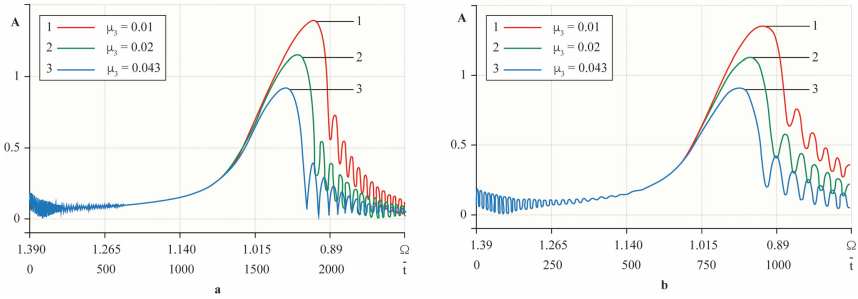 A
1 μ₃ = 0.01
2 μ₃ = 0.02
3 μ₃ = 0.043
1
2
3
1
0.5
0
1.390 1.265 1.140 1.015 0.89 Ω
0 500 1000 1500 2000 t̄
a
A
1 μ₃ = 0.01
2 μ₃ = 0.02
3 μ₃ = 0.043
1
2
3
1
0.5
0
1.39 1.265 1.140 1.015 0.89 Ω
0 250 500 750 1000 t̄
b